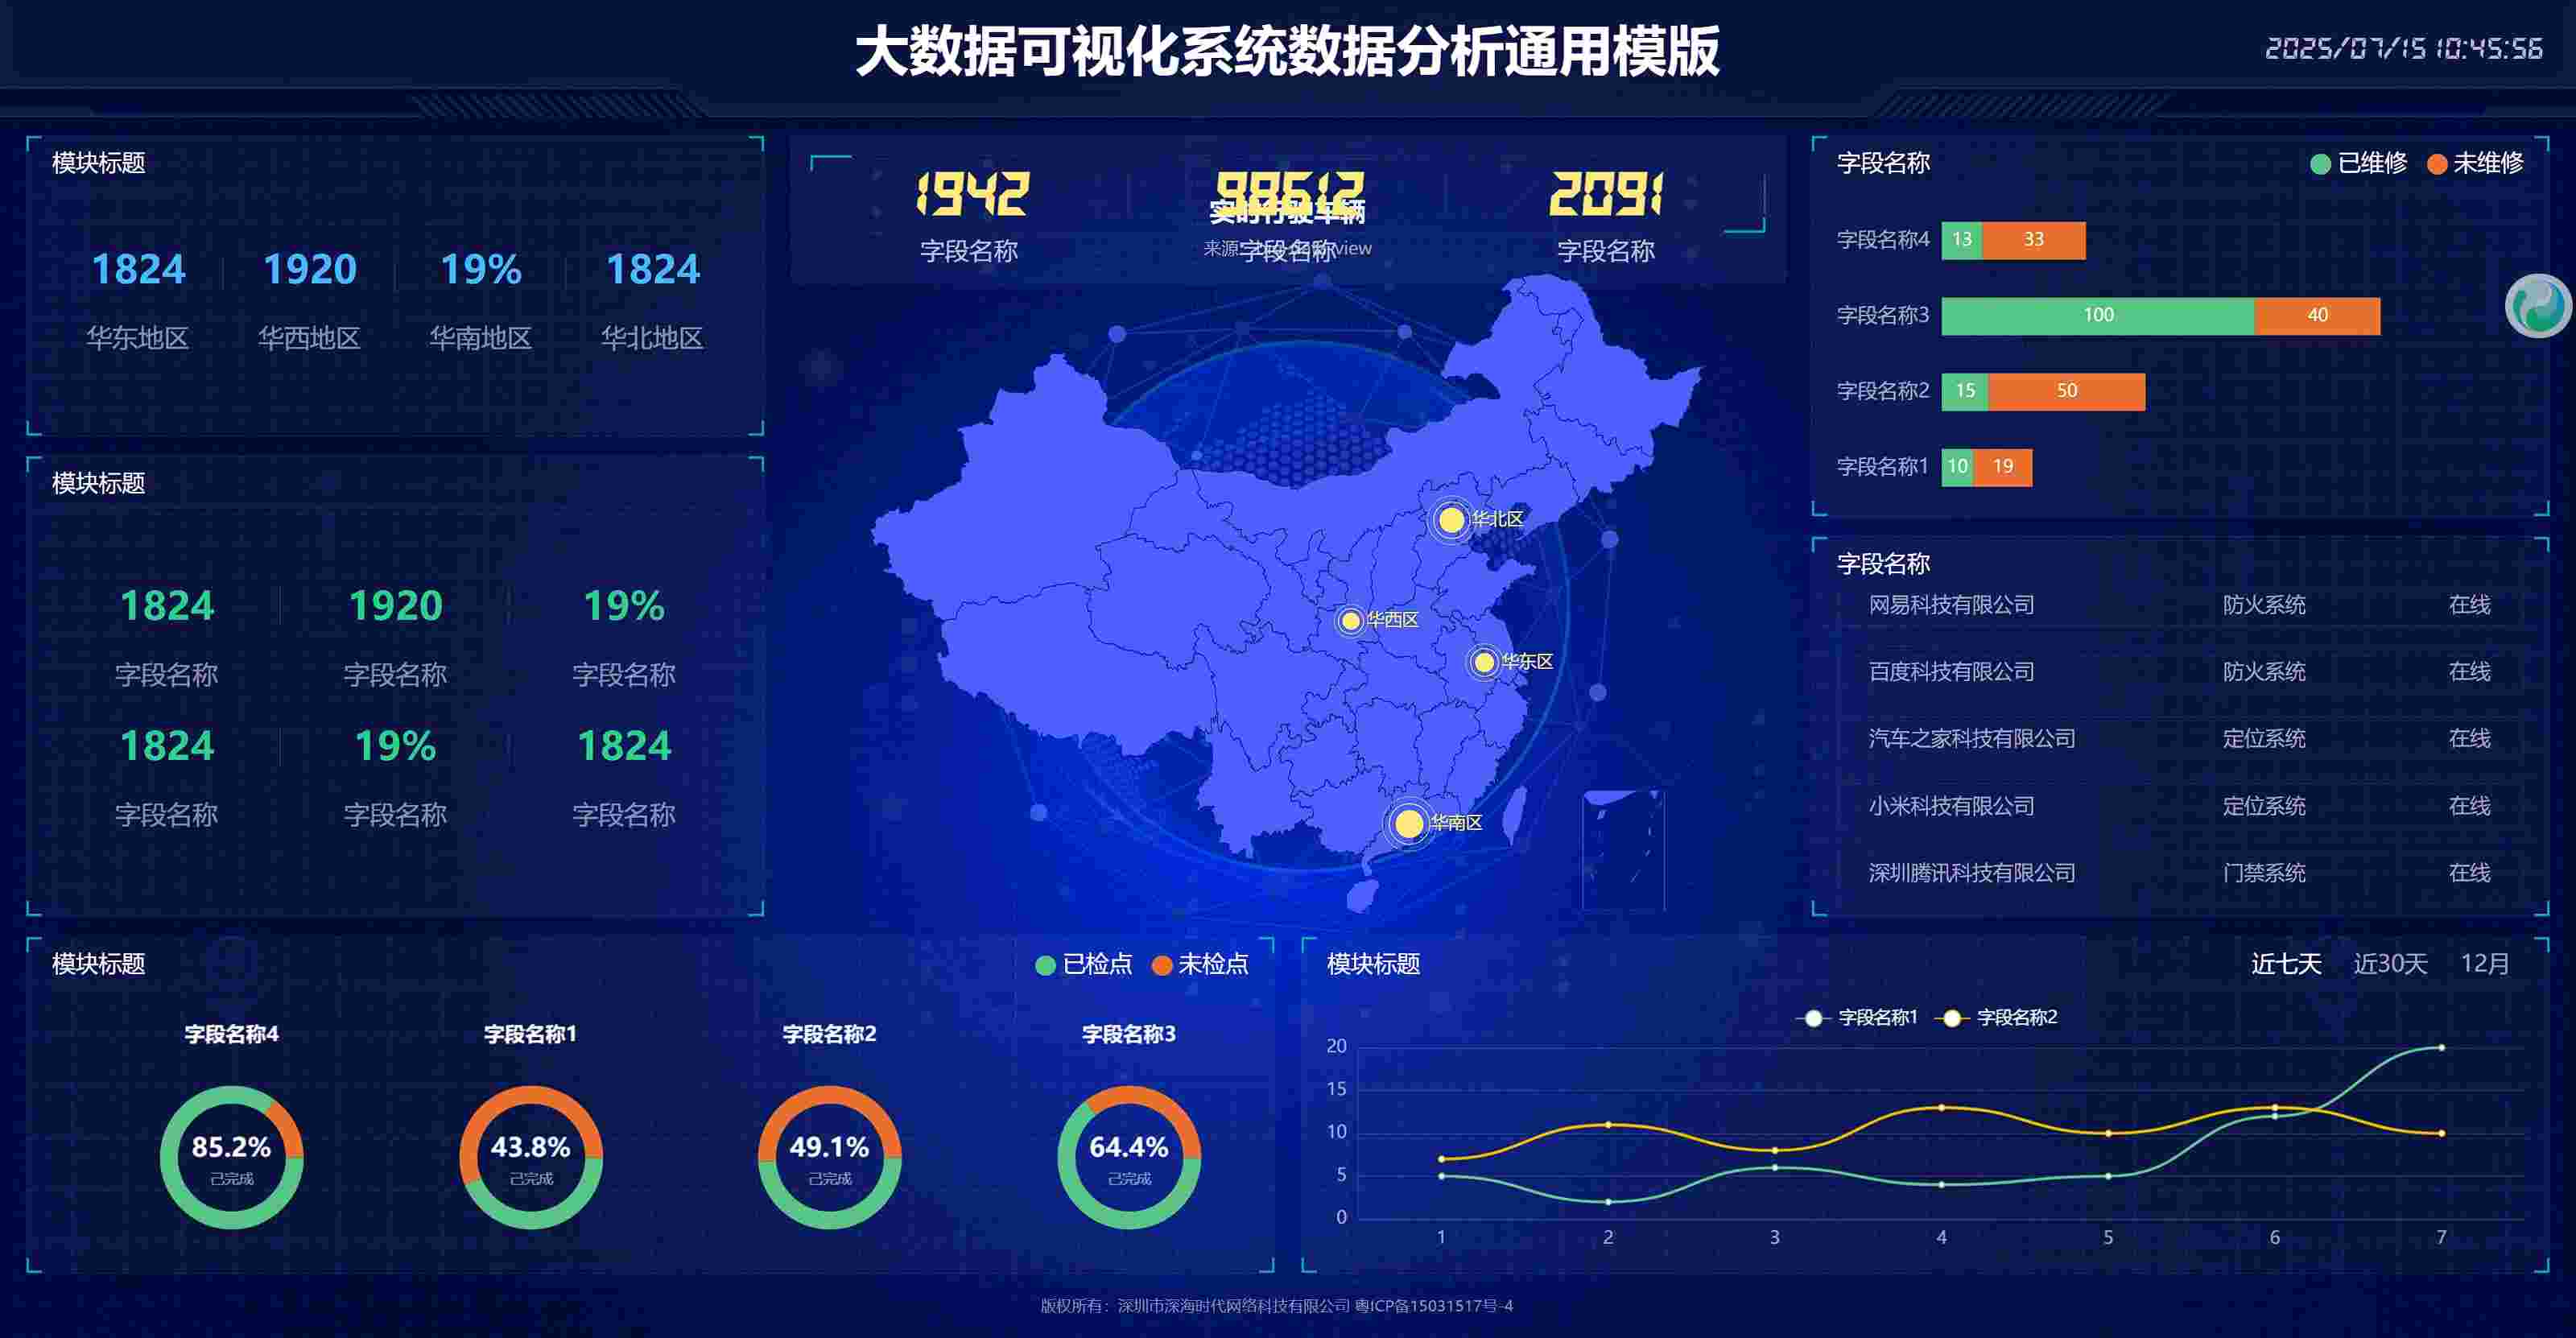 大数据可视化系统数据分析通用模版
2025/07/15 10:45:56
模块标题
1824 1920 19% 1824
华东地区 华西地区 华南地区 华北地区
模块标题
1824 1920 19%
字段名称 字段名称 字段名称
1824 19% 1824
字段名称 字段名称 字段名称
1942 98612 2091
实时行驶车辆
字段名称 字段名称 字段名称
来源 view
华北区
华西区
华东区
华南区
字段名称
已维修 未维修
字段名称4 13 33
字段名称3 100 40
字段名称2 15 50
字段名称1 10 19
字段名称
网易科技有限公司 防火系统 在线
百度科技有限公司 防火系统 在线
汽车之家科技有限公司 定位系统 在线
小米科技有限公司 定位系统 在线
深圳腾讯科技有限公司 门禁系统 在线
模块标题
已检点 未检点
字段名称4 字段名称1 字段名称2 字段名称3
85.2% 43.8% 49.1% 64.4%
己完成 己完成 己完成 己完成
模块标题
近七天 近30天 12月
字段名称1 字段名称2
20
15
10
5
0
1 2 3 4 5 6 7
版权所有：深圳市深海时代网络科技有限公司 粤ICP备15031517号-4